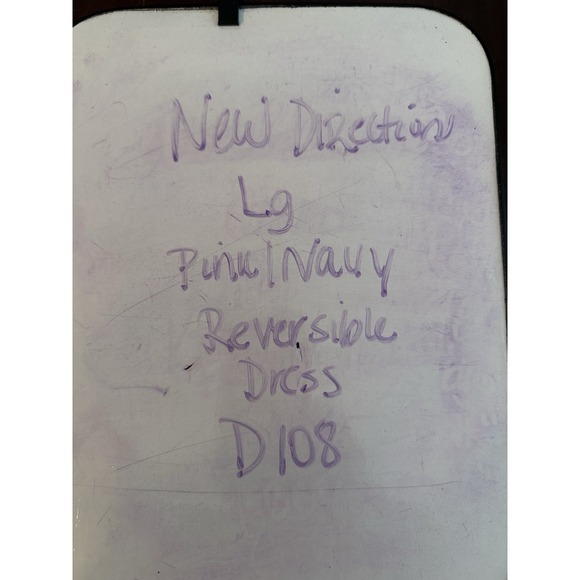 New Directions
Lg
Pink/Navy
Reversible
Dress
D108